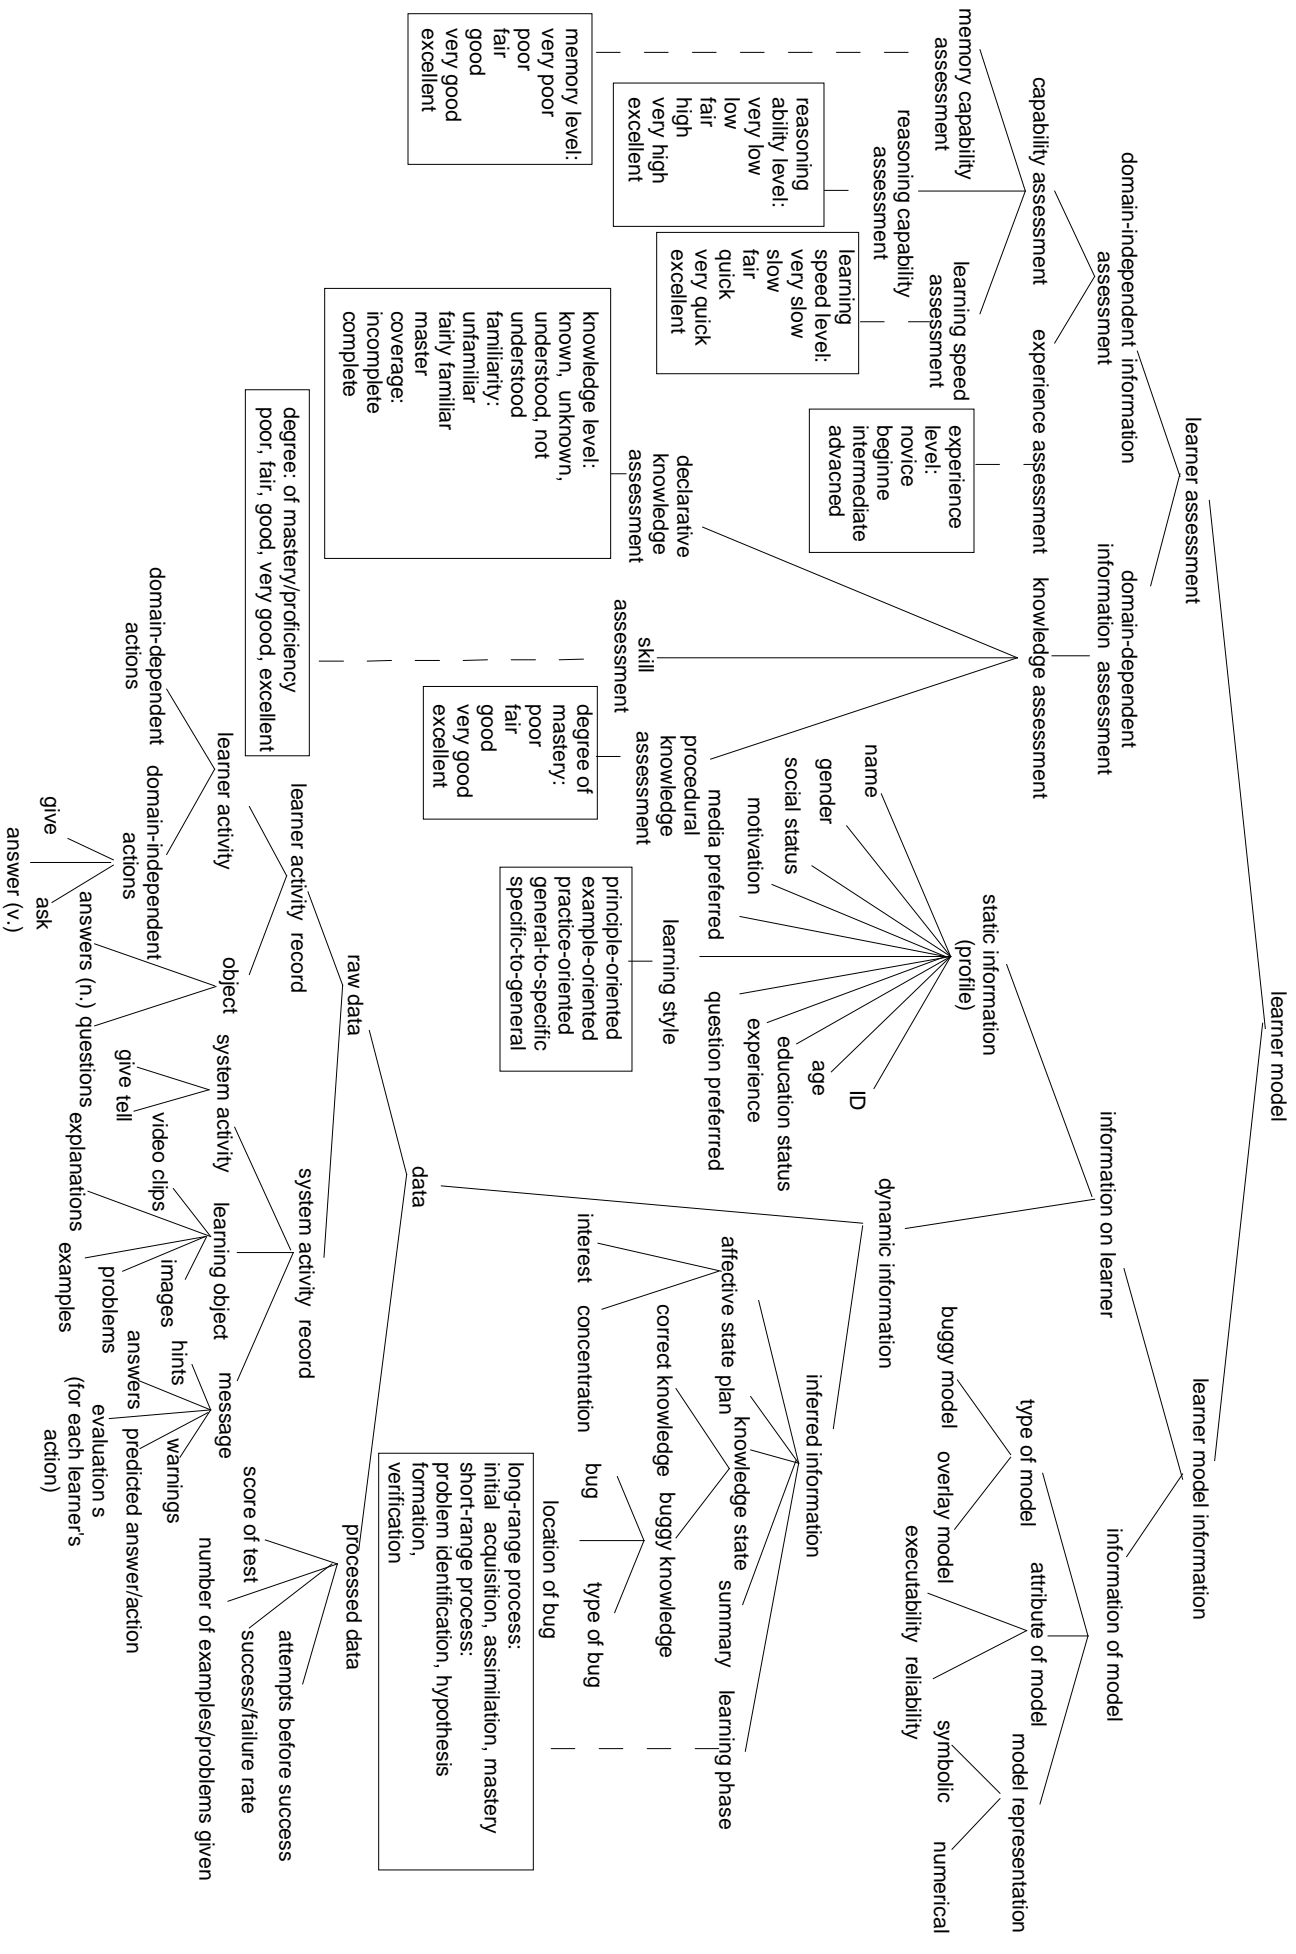 learner model
learner assessment
learner model information
domain-independent information
assessment
domain-dependent
information assessment
information on learner
information of model
capability assessment
experience assessment
knowledge assessment
memory capability
assessment
reasoning capability
assessment
learning speed
assessment
memory level:
very poor
poor
fair
good
very good
excellent
reasoning
ability level:
very low
low
fair
high
very high
excellent
learning
speed level:
very slow
slow
fair
quick
very quick
excellent
experience
level:
novice
beginne
intermediate
advacned
declarative
knowledge
assessment
skill
assessment
procedural
knowledge
assessment
knowledge level:
known, unknown,
understood, not
understood
familiarity:
unfamiliar
fairly familiar
master
coverage:
incomplete
complete
degree: of mastery/proficiency
poor, fair, good, very good, excellent
degree of
mastery:
poor
fair
good
very good
excellent
static information
(profile)
name
gender
social status
motivation
media preferred
learning style
question preferrred
experience
education status
age
ID
principle-oriented
example-oriented
practice-oriented
general-to-specific
specific-to-general
dynamic information
type of model
attribute of model
model representation
buggy model
overlay model
executability
reliability
symbolic
numerical
inferred information
affective state
plan
knowledge state
summary
learning phase
interest
concentration
correct knowledge
buggy knowledge
bug
location of bug
type of bug
long-range process:
initial acquisition, assimilation, mastery
short-range process:
problem identification, hypothesis
formation,
verification
data
raw data
processed data
learner activity record
system activity record
learner activity
object
domain-dependent
actions
domain-independent
actions
give
answer (v.)
ask
answers (n.)
questions
system activity
learning object
message
give
tell
video clips
explanations
examples
problems
images
hints
answers
evaluation s
(for each learner's
action)
predicted answer/action
warnings
score of test
number of examples/problems given
success/failure rate
attempts before success